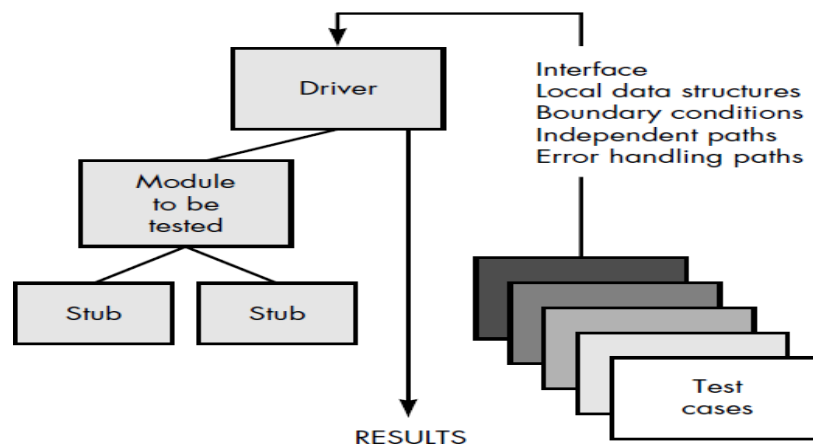 Driver
Interface
Local data structures
Boundary conditions
Independent paths
Error handling paths
Module
to be
tested
Stub
Stub
Test
cases
RESULTS